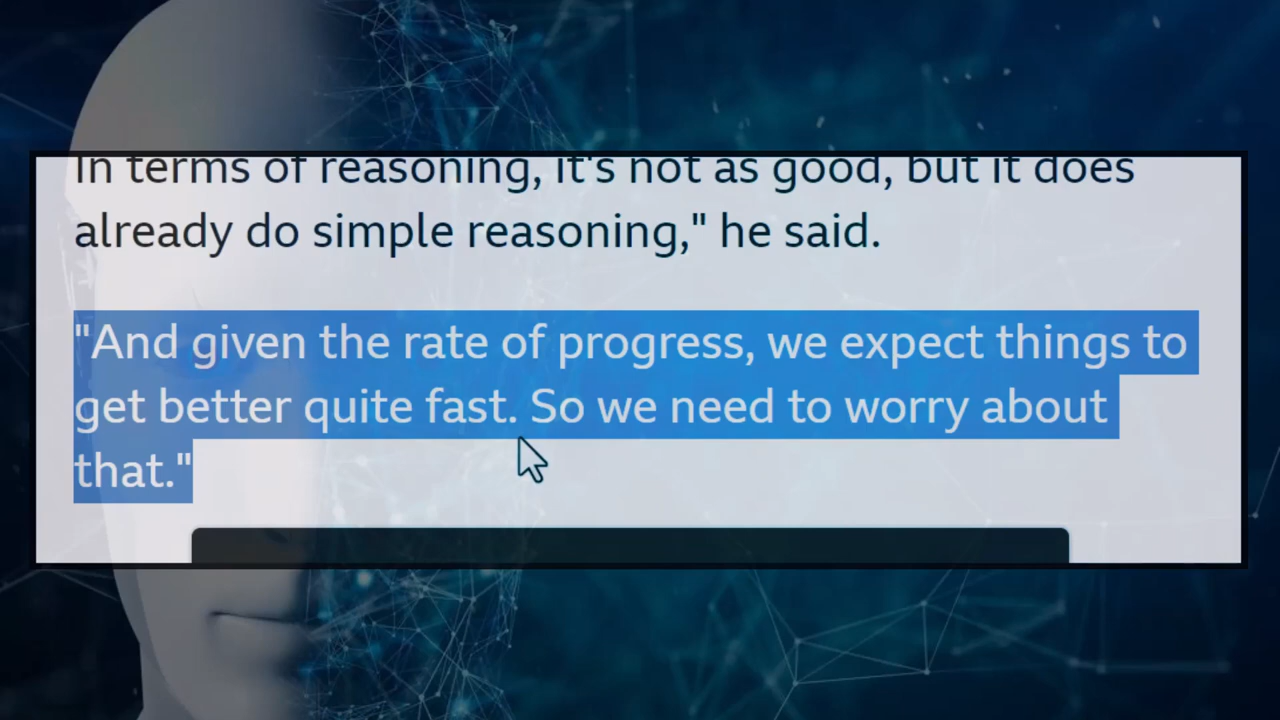 In terms of reasoning, it's not as good, but it does
already do simple reasoning," he said.
"And given the rate of progress, we expect things to
get better quite fast. So we need to worry about
that."